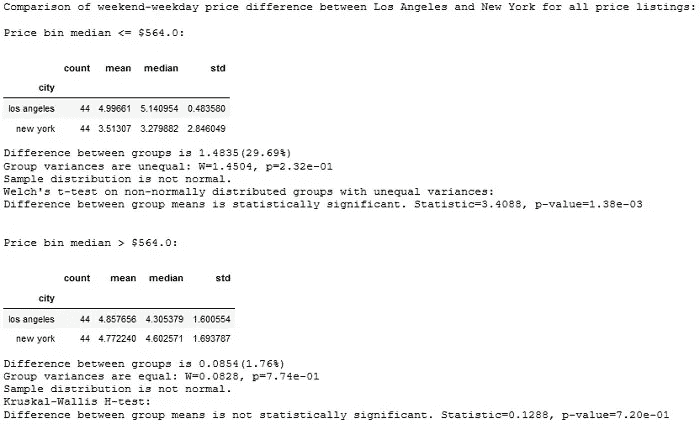 Comparison of weekend-weekday price difference between Los Angeles and New York for all price listings:
Price bin median <= $564.0:
count mean median std
city
los angeles 44 4.99661 5.140954 0.483580
new york 44 3.51307 3.279882 2.846049
Difference between groups is 1.4835(29.69%)
Group variances are unequal: W=1.4504, p=2.32e-01
Sample distribution is not normal.
Welch's t-test on non-normally distributed groups with unequal variances:
Difference between group means is statistically significant. Statistic=3.4088, p-value=1.38e-03
Price bin median > $564.0:
count mean median std
city
los angeles 44 4.857656 4.305379 1.600554
new york 44 4.772240 4.602571 1.693787
Difference between groups is 0.0854(1.76%)
Group variances are equal: W=0.0828, p=7.74e-01
Sample distribution is not normal.
Kruskal-Wallis H-test:
Difference between group means is not statistically significant. Statistic=0.1288, p-value=7.20e-01